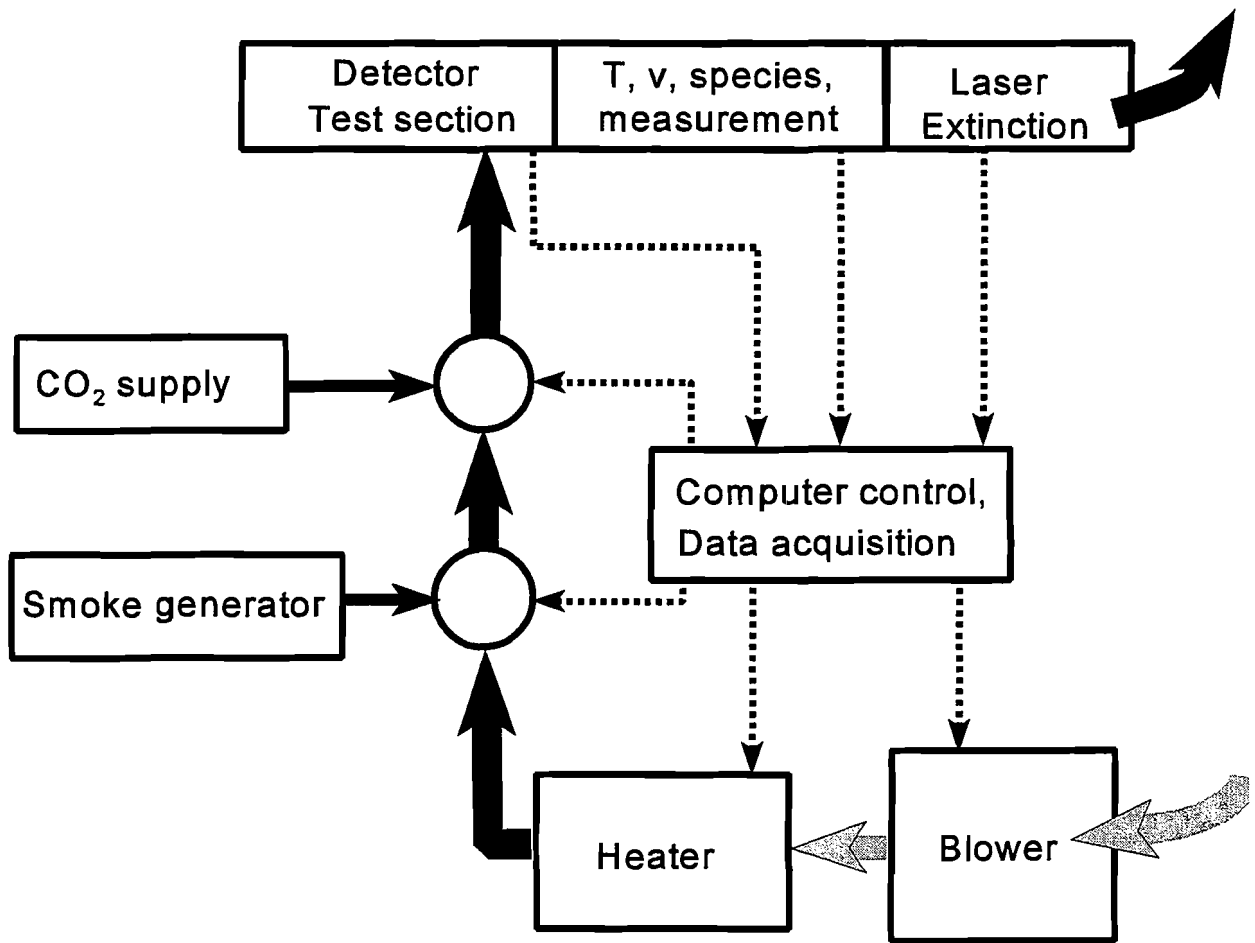 Detector
Test section
T, v, species,
measurement
Laser
Extinction
CO₂ supply
Computer control,
Data acquisition
Smoke generator
Heater
Blower